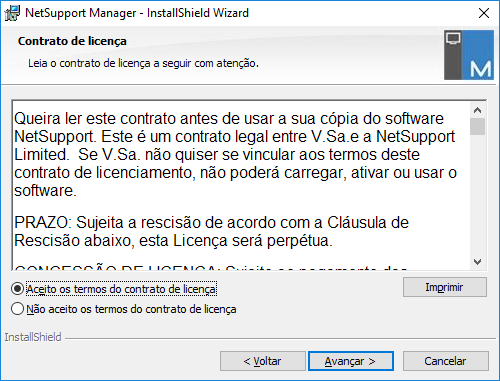 NetSupport Manager - InstallShield Wizard
Contrato de licença
Leia o contrato de licença a seguir com atenção.
M
Queira ler este contrato antes de usar a sua cópia do software
NetSupport. Este é um contrato legal entre V.Sa.e a NetSupport
Limited.  Se V.Sa. não quiser se vincular aos termos deste
contrato de licenciamento, não poderá carregar, ativar ou usar o
software.
PRAZO: Sujeita a rescisão de acordo com a Cláusula de
Rescisão abaixo, esta Licença será perpétua.
CONCESSÃO DE LICENÇA: Sujeita ao pagamento das
Aceito os termos do contrato de licença
Imprimir
Não aceito os termos do contrato de licença
InstallShield
< Voltar
Avançar >
Cancelar